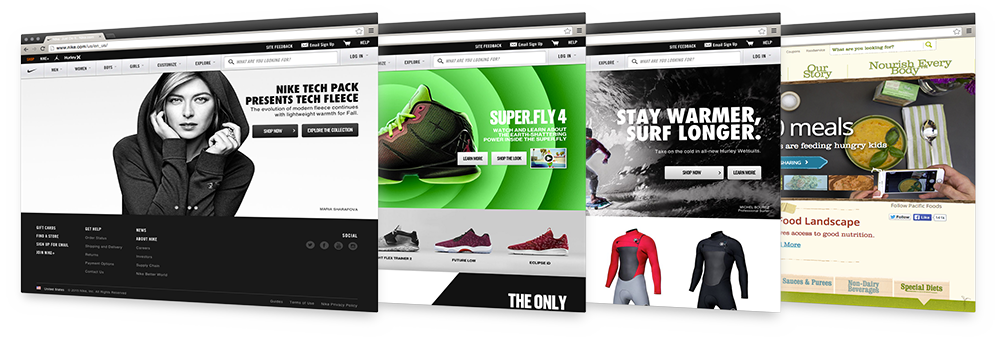 www.nike.com/us/en_us/
SITE FEEDBACK Email Sign Up HELP
SHOP NIKE+ Hurley
MEN WOMEN BOYS GIRLS CUSTOMIZE EXPLORE WHAT ARE YOU LOOKING FOR? LOG IN
NIKE TECH PACK
PRESENTS TECH FLEECE
The evolution of modern fleece continues
with lightweight warmth for Fall.
SHOP NOW EXPLORE THE COLLECTION
MARIA SHARAPOVA
GIFT CARDS
FIND A STORE
SIGN UP FOR EMAIL
JOIN NIKE+
GET HELP
Order Status
Shipping and Delivery
Returns
Payment Options
Contact Us
NEWS
ABOUT NIKE
Careers
Investors
Supply Chain
Nike Better World
SOCIAL
United States © 2013 Nike, Inc. All Rights Reserved
Guides Terms of Use Nike Privacy Policy
SITE FEEDBACK Email Sign Up HELP
EXPLORE WHAT ARE YOU LOOKING FOR? LOG IN
SUPER.FLY 4
WATCH AND LEARN ABOUT
THE EARTH-SHATTERING
POWER INSIDE THE SUPER.FLY
LEARN MORE SHOP THE LOOK
FLEX TRAINER 3 FUTURE LOW ECLIPSE ID
THE ONLY
SITE FEEDBACK Email Sign Up HELP
EXPLORE WHAT ARE YOU LOOKING FOR? LOG IN
STAY WARMER,
SURF LONGER.
Take on the cold in all-new Hurley Wetsuits.
SHOP NOW LEARN MORE
MICHEL BOUREZ
Professional Surfer
Coupons Foodservice What are you looking for?
Our
Story
Nourish Every
Body
0 meals
s are feeding hungry kids
SHARING
Follow Pacific Foods
Follow Like
Food Landscape
ves access to good nutrition.
More
Sauces & Purees
Non-Dairy
Beverages
Special Diets